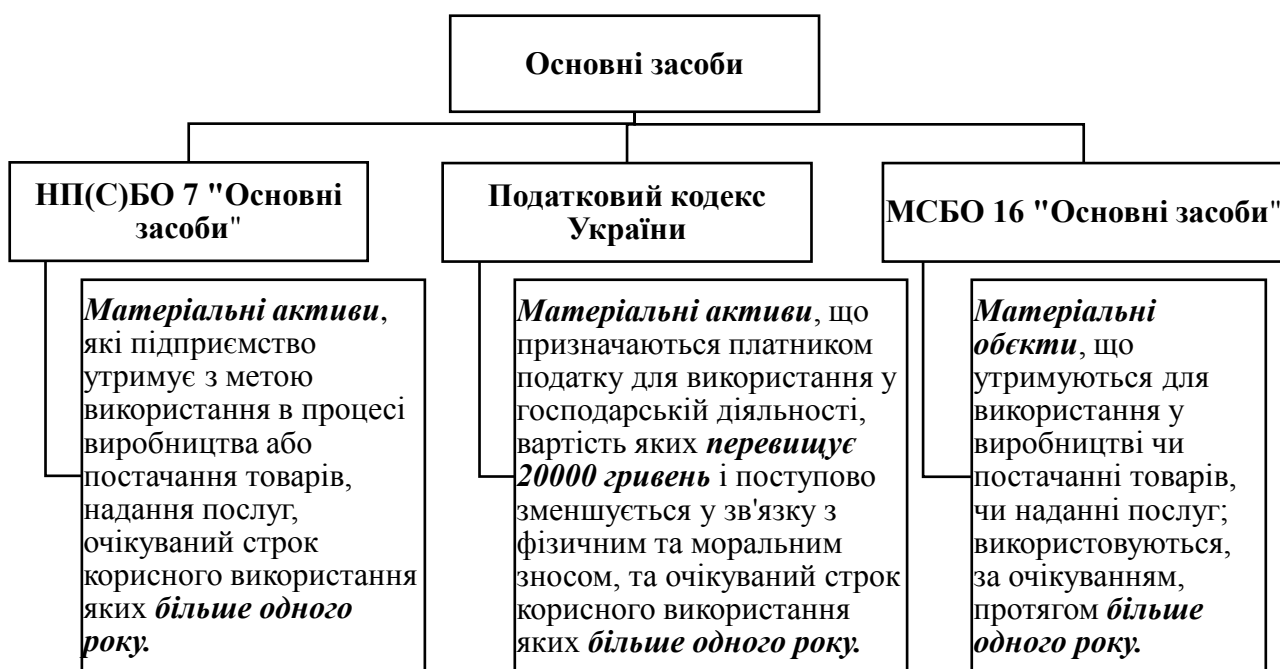 Основні засоби
НП(С)БО 7 "Основні
засоби"
Матеріальні активи,
які підприємство
утримує з метою
використання в процесі
виробництва або
постачання товарів,
надання послуг,
очікуваний строк
корисного використання
яких більше одного
року.
Податковий кодекс
України
Матеріальні активи, що
призначаються платником
податку для використання у
господарській діяльності,
вартість яких перевищує
20000 гривень і поступово
зменшується у зв'язку з
фізичним та моральним
зносом, та очікуваний строк
корисного використання
яких більше одного року.
МСБО 16 "Основні засоби"
Матеріальні
обєкти, що
утримуються для
використання у
виробництві чи
постачанні товарів,
чи наданні послуг;
використовуються,
за очікуванням,
протягом більше
одного року.